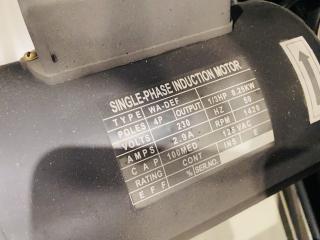 SINGLE-PHASE INDUCTION MOTOR
TYPE WA-DEF
POLES 4P OUTPUT 1/3HP 0.25KW
VOLTS 230 HZ 50
AMPS 2.9A RPM 1420
CAP 100MFD 125VAC
RATING CONT INS E
EFF % SER.NO.